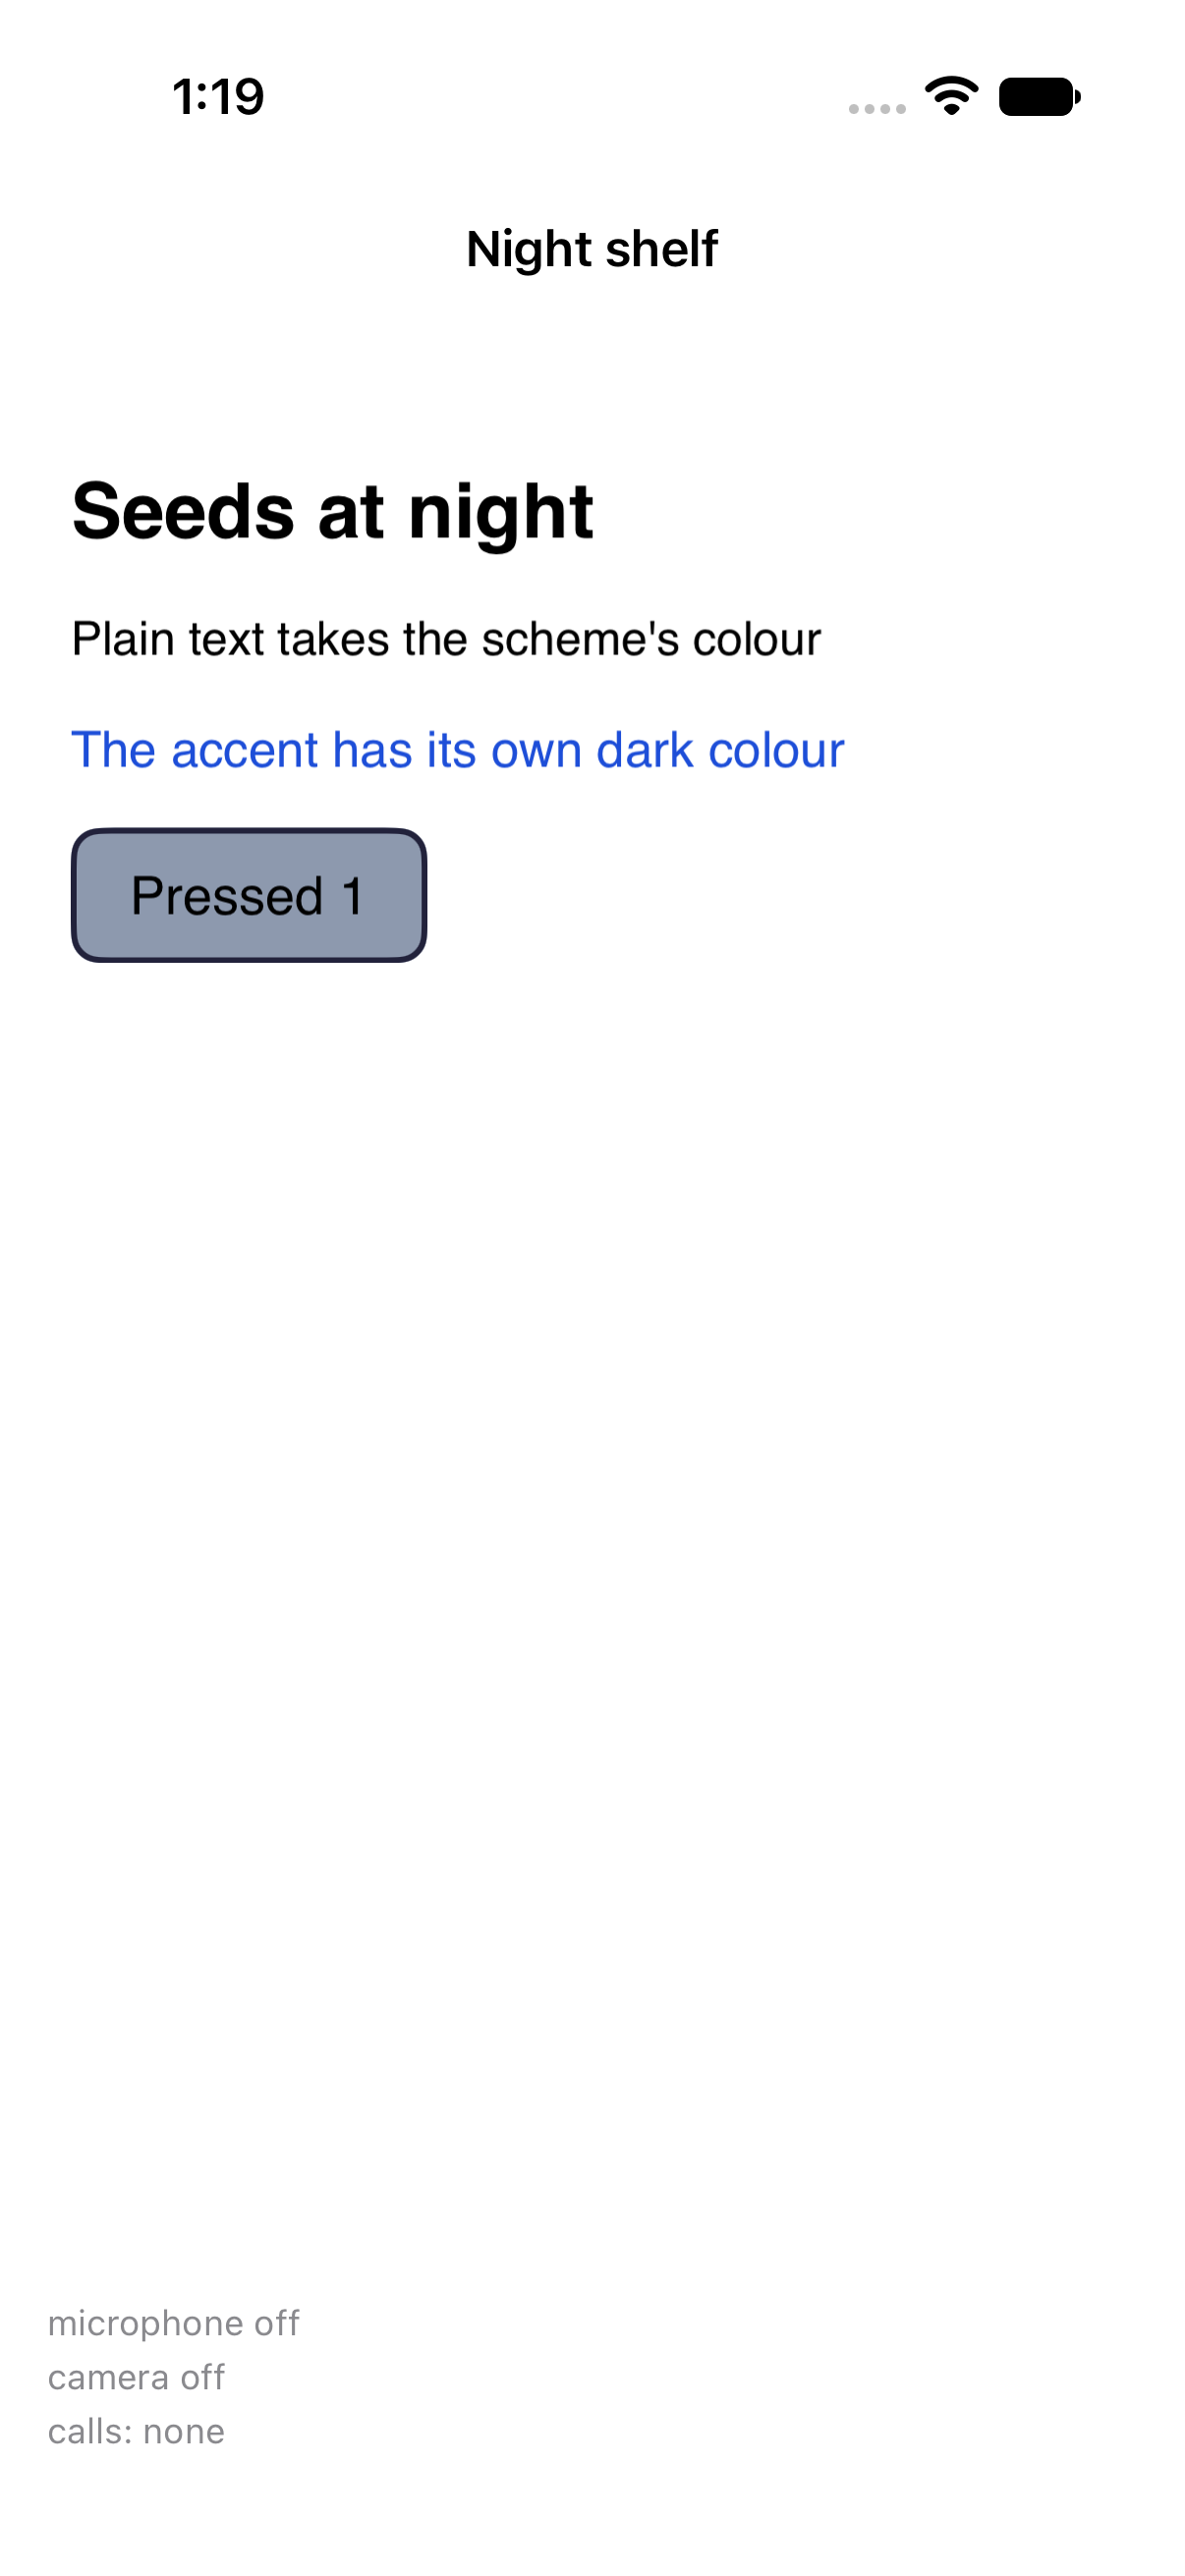 1:19
Night shelf
Seeds at night
Plain text takes the scheme's colour
The accent has its own dark colour
Pressed 1
microphone off
camera off
calls: none